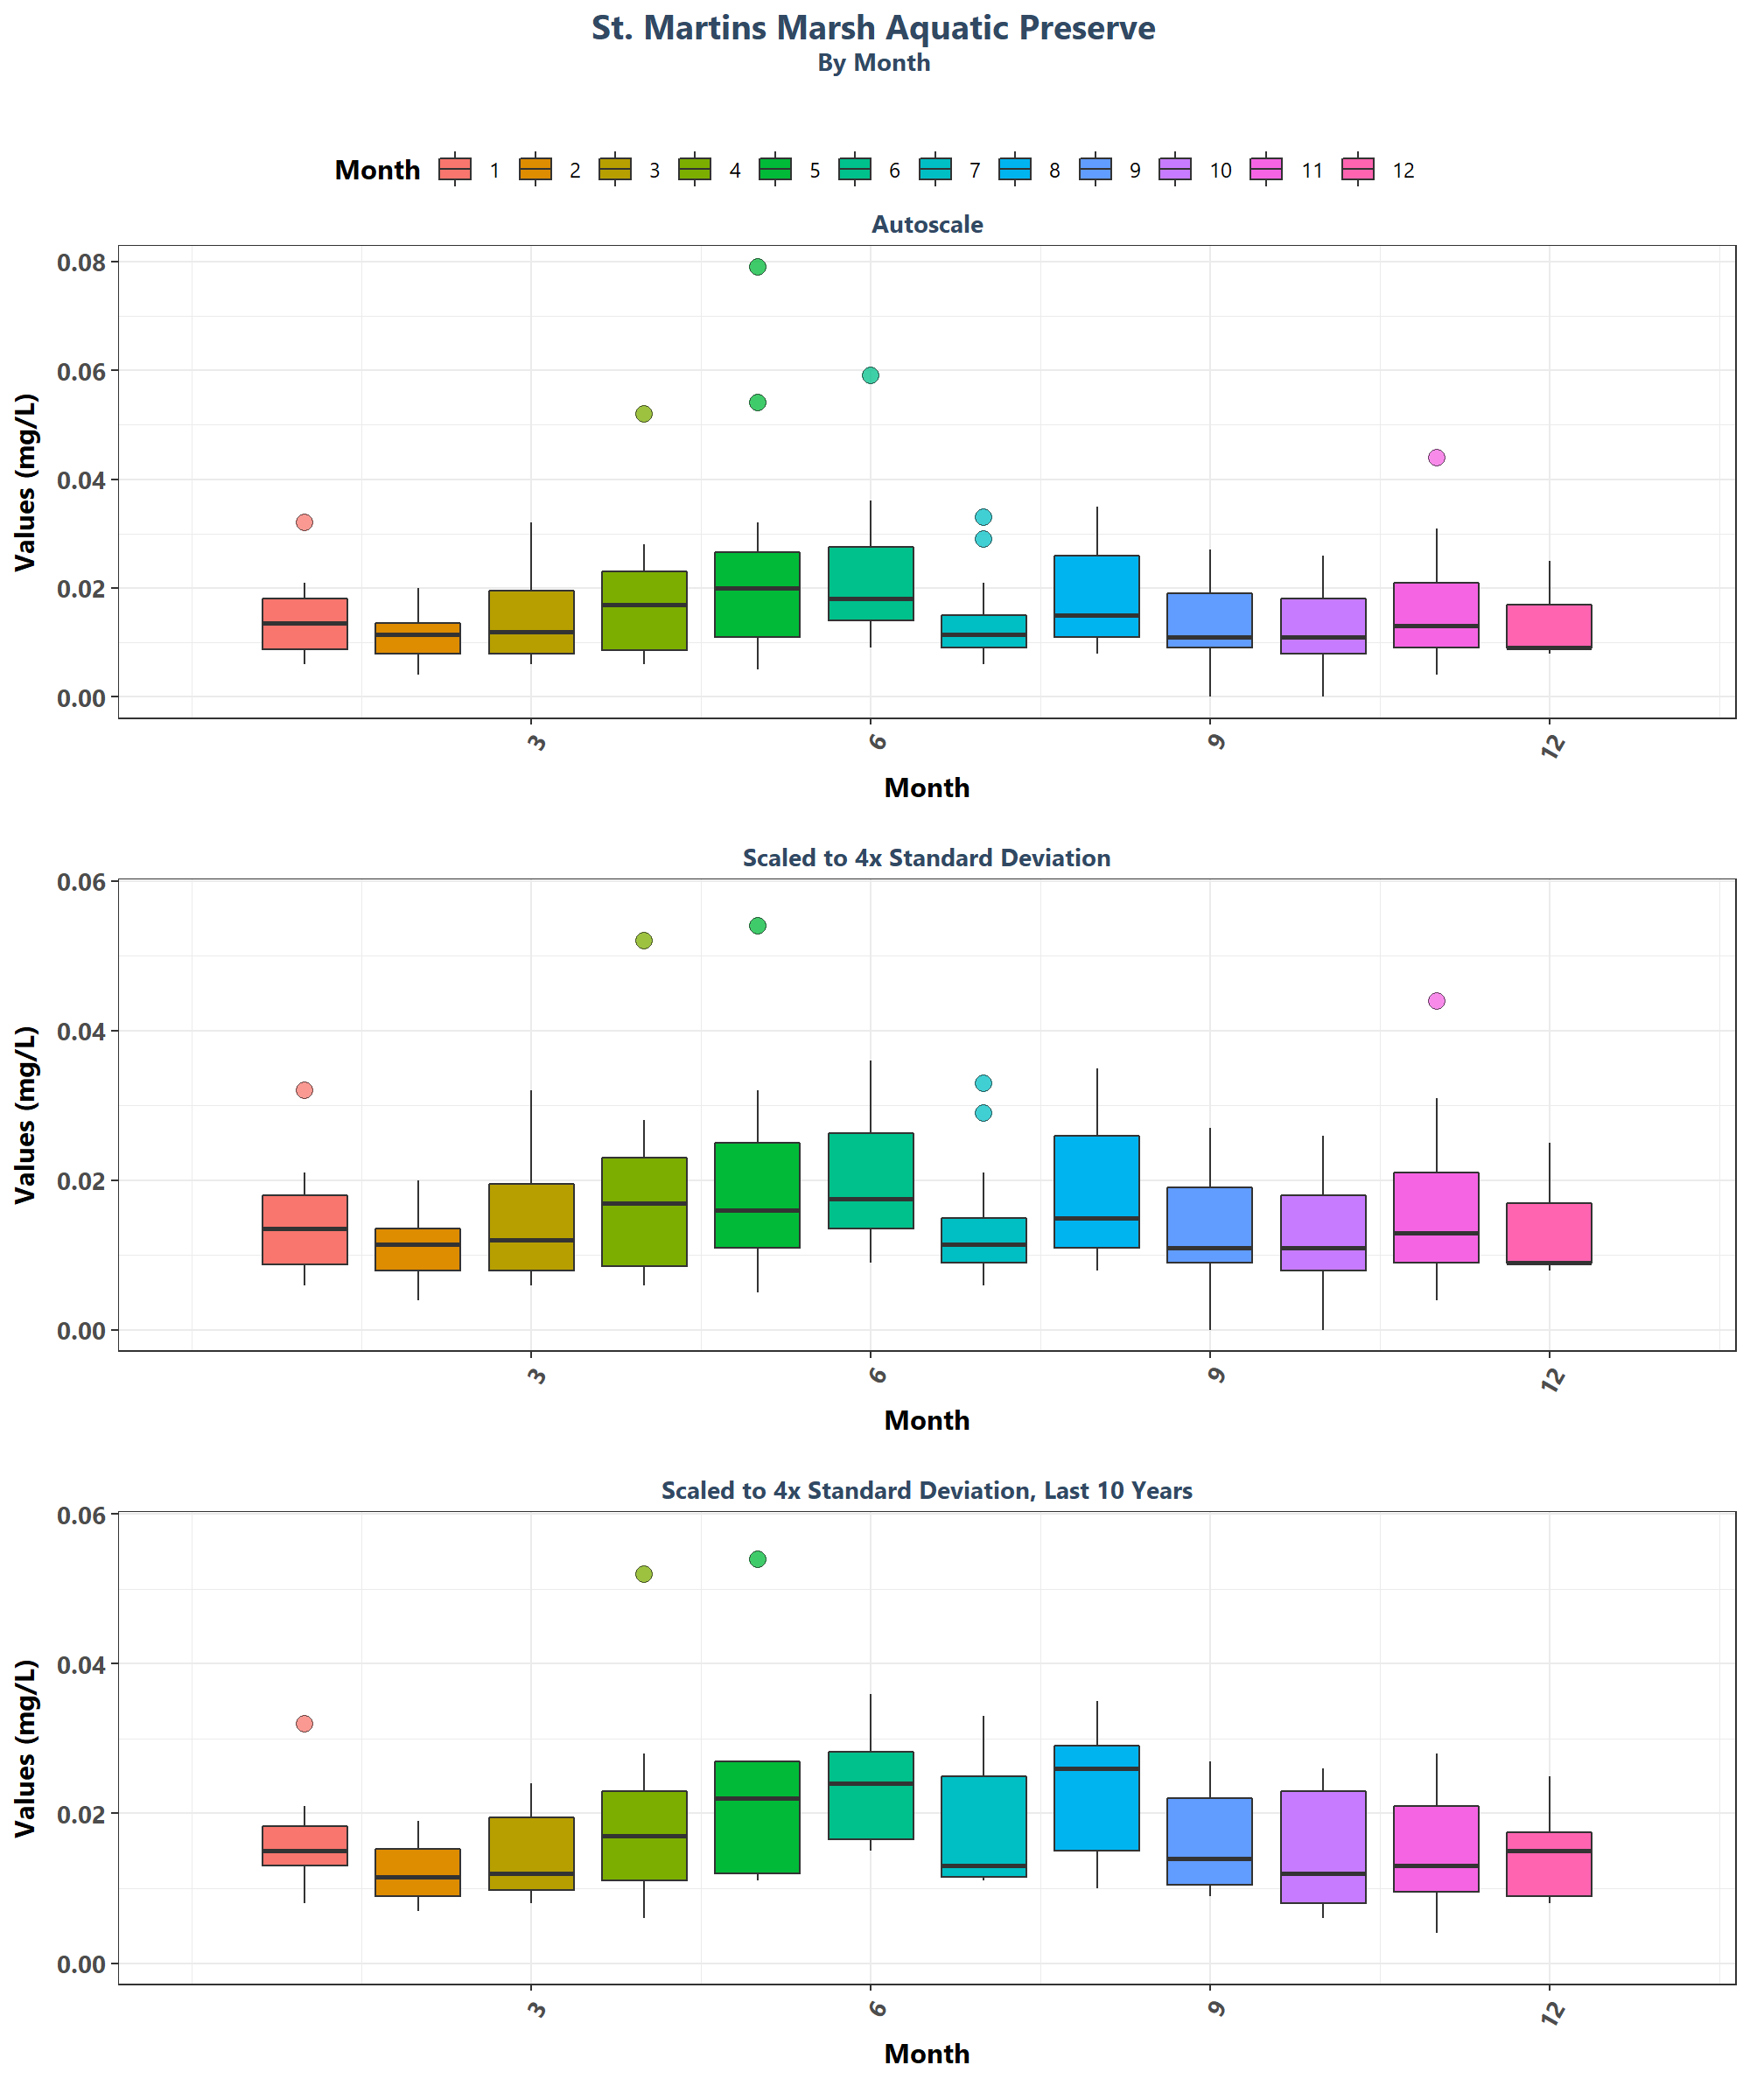 St. Martins Marsh Aquatic Preserve
By Month
Month 1 2 3 4 5 6 7 8 9 10 11 12
Autoscale
Values (mg/L)
0.08
0.06
0.04
0.02
0.00
3 6 9 12
Month
Scaled to 4x Standard Deviation
Values (mg/L)
0.06
0.04
0.02
0.00
3 6 9 12
Month
Scaled to 4x Standard Deviation, Last 10 Years
Values (mg/L)
0.06
0.04
0.02
0.00
3 6 9 12
Month